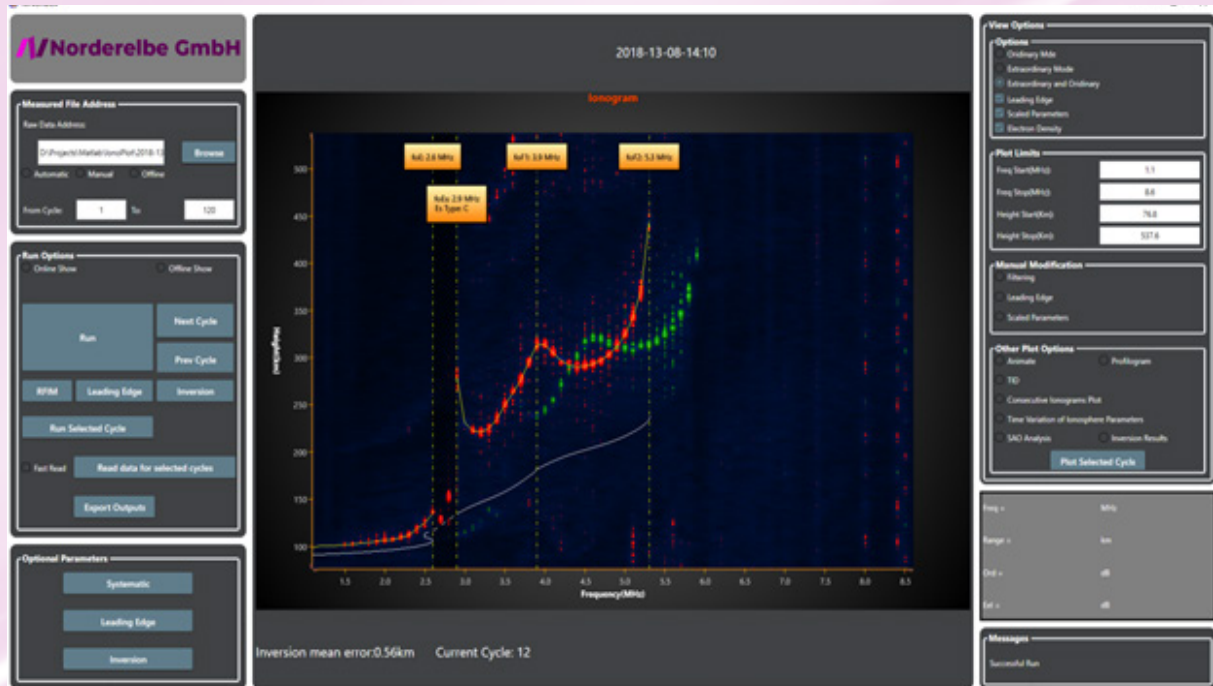 Norderelbe GmbH
Measured File Address
Raw Data Address:
D:\Projects\Matlab\IonoPlot\2018-13
Browse
Automatic Manual Offline
From Cycle: 1 To: 120
Run Options
Online Show Offline Show
Run
Next Cycle
Prev Cycle
RFIM Leading Edge Inversion
Run Selected Cycle
Fast Read Read data for selected cycles
Export Outputs
Optional Parameters
Systematic
Leading Edge
Inversion
2018-13-08-14:10
Ionogram
foE: 2.6 MHz
foF1: 3.9 MHz
foF2: 5.3 MHz
foEs: 2.9 MHz
Es Type: C
Height(km)
500
450
400
350
300
250
200
150
100
1.5 2.0 2.5 3.0 3.5 4.0 4.5 5.0 5.5 6.0 6.5 7.0 7.5 8.0 8.5
Frequency(MHz)
Inversion mean error:0.56km Current Cycle: 12
View Options
Options
Oridinary Mde
Extraordinary Mode
Extraordinary and Oridinary
Leading Edge
Scaled Parameters
Electron Density
Plot Limits
Freq Start(MHz): 1.1
Freq Stop(MHz): 8.6
Height Start(Km): 76.8
Height Stop(Km): 537.6
Manual Modification
Filtering
Leading Edge
Scaled Parameters
Other Plot Options
Animate Profilogram
TID
Consecutive Ionograms Plot
Time Variation of Ionosphere Parameters
SAO Analysis Inversion Results
Plot Selected Cycle
Freq = MHz
Range = km
Ord = dB
Ext = dB
Messages
Successful Run